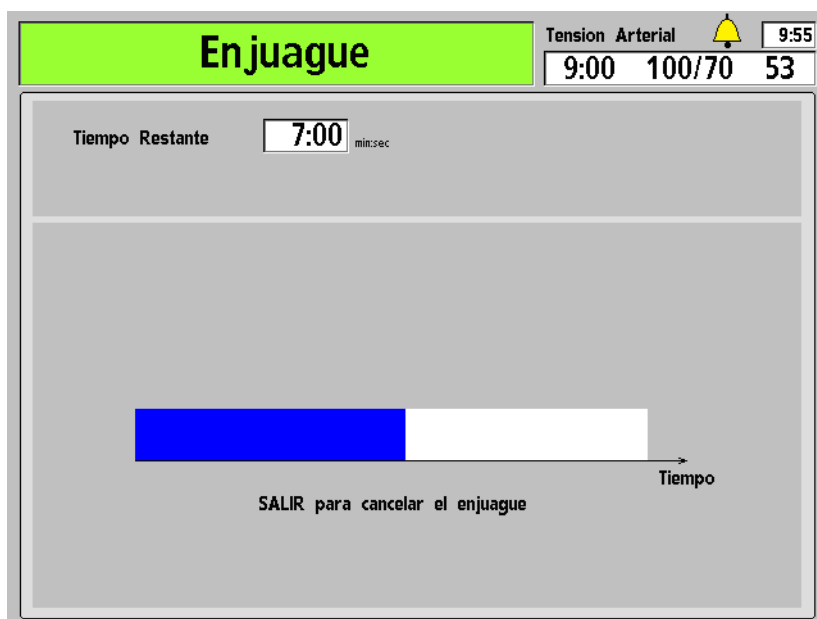 Enjuague
Tension Arterial 9:55
9:00 100/70 53
Tiempo Restante 7:00 min:sec
Tiempo
SALIR para cancelar el enjuague